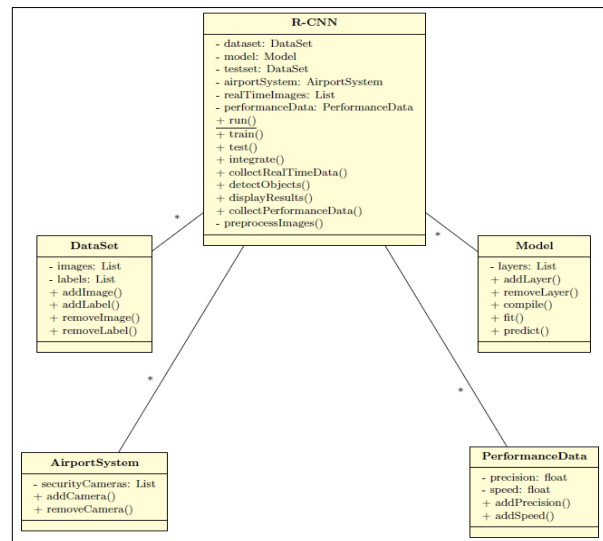 R-CNN
- dataset: DataSet
- model: Model
- testset: DataSet
- airportSystem: AirportSystem
- realTimeImages: List
- performanceData: PerformanceData
+ run()
+ train()
+ test()
+ integrate()
+ collectRealTimeData()
+ detectObjects()
+ displayResults()
+ collectPerformanceData()
- preprocessImages()
*
*
DataSet
- images: List
- labels: List
+ addImage()
+ addLabel()
+ removeImage()
+ removeLabel()
Model
- layers: List
+ addLayer()
+ removeLayer()
+ compile()
+ fit()
+ predict()
*
*
AirportSystem
- securityCameras: List
+ addCamera()
+ removeCamera()
PerformanceData
- precision: float
- speed: float
+ addPrecision()
+ addSpeed()